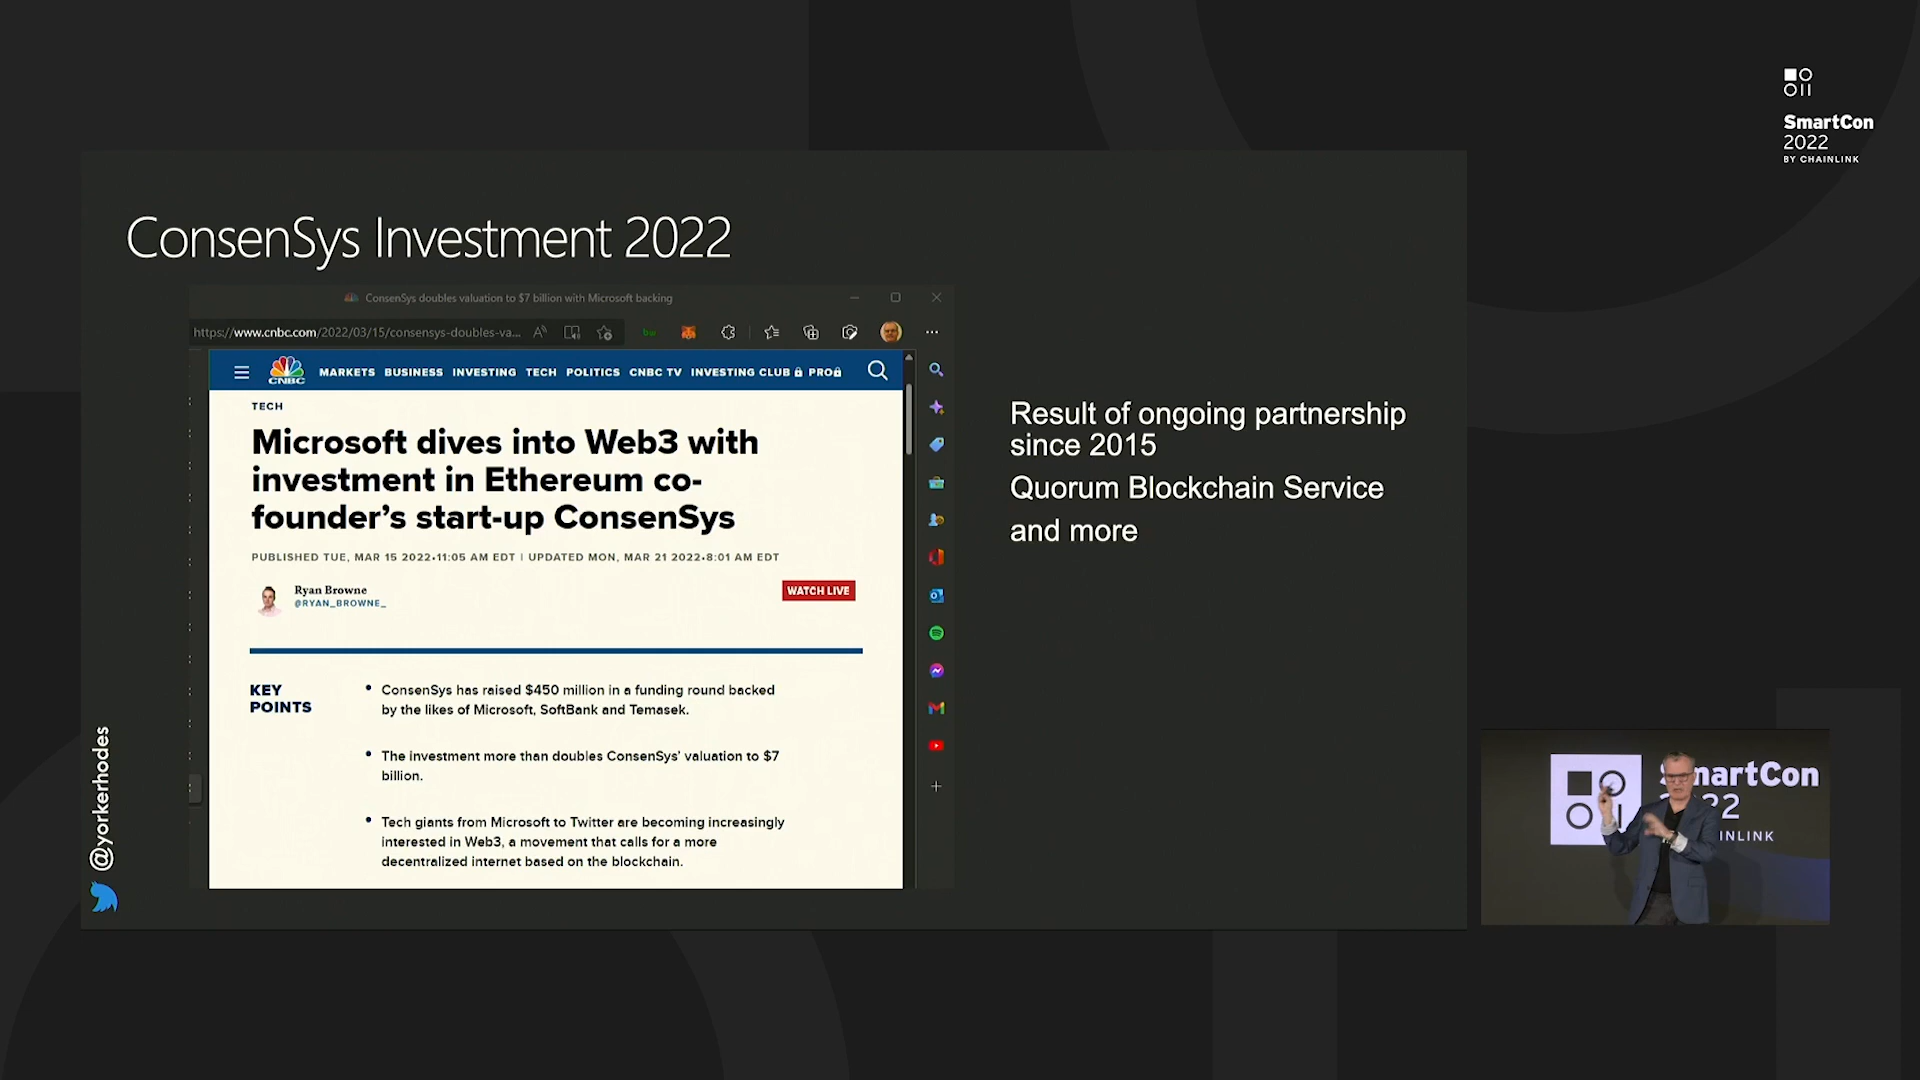 SmartCon
2022
BY CHAINLINK
ConsenSys Investment 2022
ConsenSys doubles valuation to $7 billion with Microsoft backing
https://www.cnbc.com/2022/03/15/consensys-doubles-va...
CNBC
MARKETS BUSINESS INVESTING TECH POLITICS CNBC TV INVESTING CLUB PRO
TECH
Microsoft dives into Web3 with
investment in Ethereum co-
founder’s start-up ConsenSys
PUBLISHED TUE, MAR 15 2022•11:05 AM EDT | UPDATED MON, MAR 21 2022•8:01 AM EDT
Ryan Browne
@RYAN_BROWNE_
WATCH LIVE
KEY
POINTS
• ConsenSys has raised $450 million in a funding round backed
by the likes of Microsoft, SoftBank and Temasek.
• The investment more than doubles ConsenSys’ valuation to $7
billion.
• Tech giants from Microsoft to Twitter are becoming increasingly
interested in Web3, a movement that calls for a more
decentralized internet based on the blockchain.
Result of ongoing partnership
since 2015
Quorum Blockchain Service
and more
@yorkerhodes